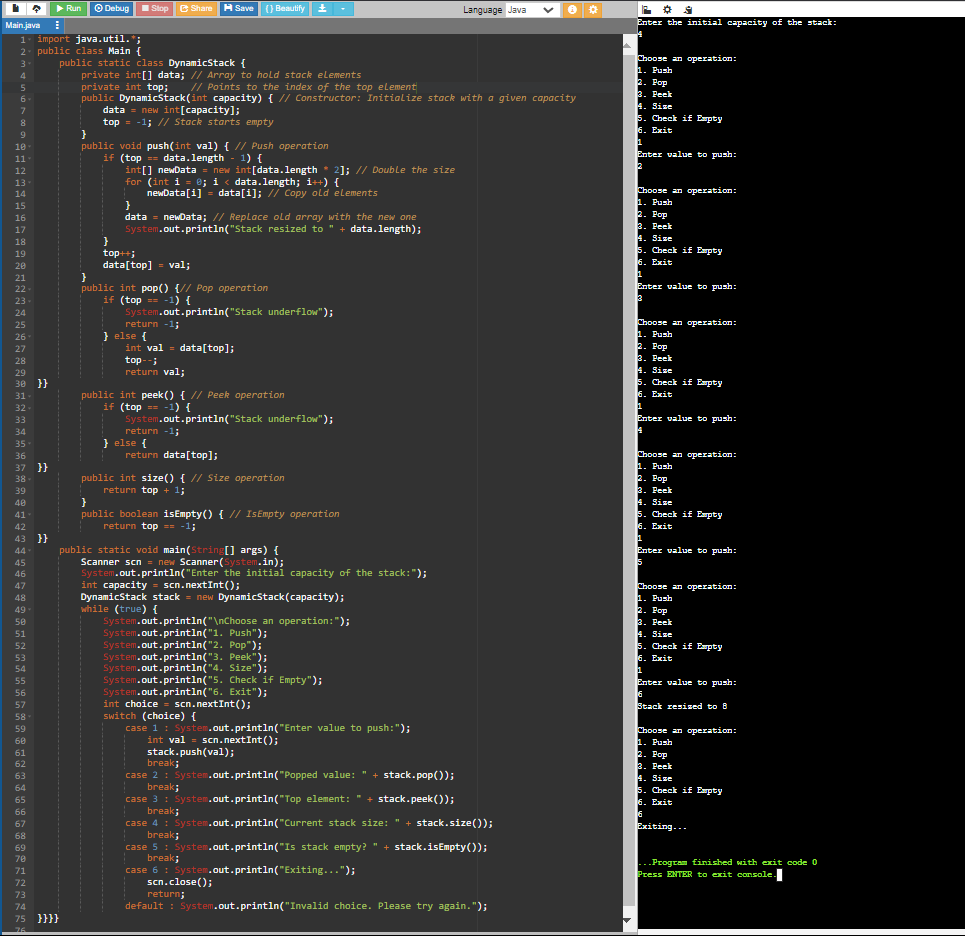 Run Debug Stop Share Save { } Beautify Language Java
Main.java
1 import java.util.*;
2 public class Main {
3 public static class DynamicStack {
4 private int[] data; // Array to hold stack elements
5 private int top; // Points to the index of the top element
6 public DynamicStack(int capacity) { // Constructor: Initialize stack with a given capacity
7 data = new int[capacity];
8 top = -1; // Stack starts empty
9 }
10 public void push(int val) { // Push operation
11 if (top == data.length - 1) {
12 int[] newData = new int[data.length * 2]; // Double the size
13 for (int i = 0; i < data.length; i++) {
14 newData[i] = data[i]; // Copy old elements
15 }
16 data = newData; // Replace old array with the new one
17 System.out.println("Stack resized to " + data.length);
18 }
19 top++;
20 data[top] = val;
21 }
22 public int pop() {// Pop operation
23 if (top == -1) {
24 System.out.println("Stack underflow");
25 return -1;
26 } else {
27 int val = data[top];
28 top--;
29 return val;
30 }}
31 public int peek() { // Peek operation
32 if (top == -1) {
33 System.out.println("Stack underflow");
34 return -1;
35 } else {
36 return data[top];
37 }}
38 public int size() { // Size operation
39 return top + 1;
40 }
41 public boolean isEmpty() { // IsEmpty operation
42 return top == -1;
43 }}
44 public static void main(String[] args) {
45 Scanner scn = new Scanner(System.in);
46 System.out.println("Enter the initial capacity of the stack:");
47 int capacity = scn.nextInt();
48 DynamicStack stack = new DynamicStack(capacity);
49 while (true) {
50 System.out.println("\nChoose an operation:");
51 System.out.println("1. Push");
52 System.out.println("2. Pop");
53 System.out.println("3. Peek");
54 System.out.println("4. Size");
55 System.out.println("5. Check if Empty");
56 System.out.println("6. Exit");
57 int choice = scn.nextInt();
58 switch (choice) {
59 case 1 : System.out.println("Enter value to push:");
60 int val = scn.nextInt();
61 stack.push(val);
62 break;
63 case 2 : System.out.println("Popped value: " + stack.pop());
64 break;
65 case 3 : System.out.println("Top element: " + stack.peek());
66 break;
67 case 4 : System.out.println("Current stack size: " + stack.size());
68 break;
69 case 5 : System.out.println("Is stack empty? " + stack.isEmpty());
70 break;
71 case 6 : System.out.println("Exiting...");
72 scn.close();
73 return;
74 default : System.out.println("Invalid choice. Please try again.");
75 }}}}
76
Enter the initial capacity of the stack:
4
Choose an operation:
1. Push
2. Pop
3. Peek
4. Size
5. Check if Empty
6. Exit
1
Enter value to push:
2
Choose an operation:
1. Push
2. Pop
3. Peek
4. Size
5. Check if Empty
6. Exit
1
Enter value to push:
3
Choose an operation:
1. Push
2. Pop
3. Peek
4. Size
5. Check if Empty
6. Exit
1
Enter value to push:
4
Choose an operation:
1. Push
2. Pop
3. Peek
4. Size
5. Check if Empty
6. Exit
1
Enter value to push:
5
Choose an operation:
1. Push
2. Pop
3. Peek
4. Size
5. Check if Empty
6. Exit
1
Enter value to push:
6
Stack resized to 8
Choose an operation:
1. Push
2. Pop
3. Peek
4. Size
5. Check if Empty
6. Exit
6
Exiting...
...Program finished with exit code 0
Press ENTER to exit console.